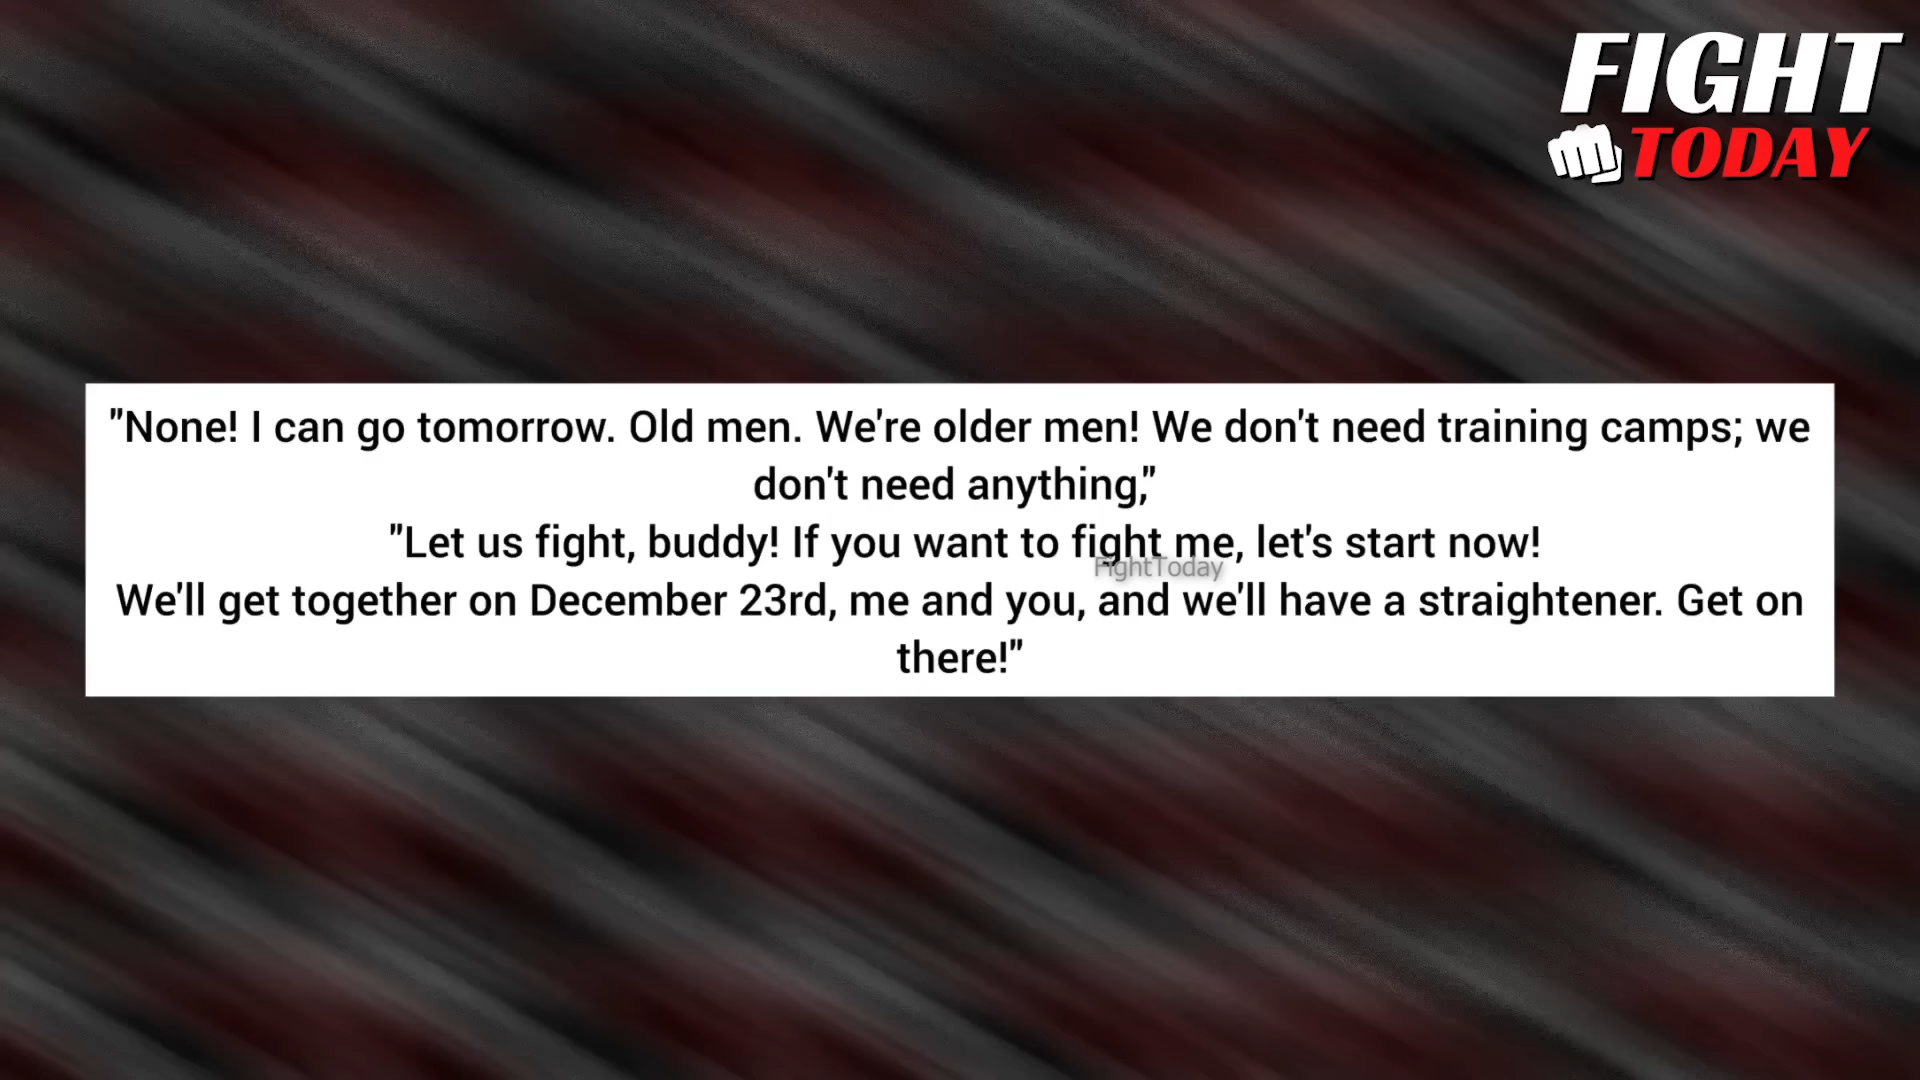 FIGHT
TODAY
"None! I can go tomorrow. Old men. We're older men! We don't need training camps; we
don't need anything,"
"Let us fight, buddy! If you want to fight me, let's start now!
FightToday
We'll get together on December 23rd, me and you, and we'll have a straightener. Get on
there!"